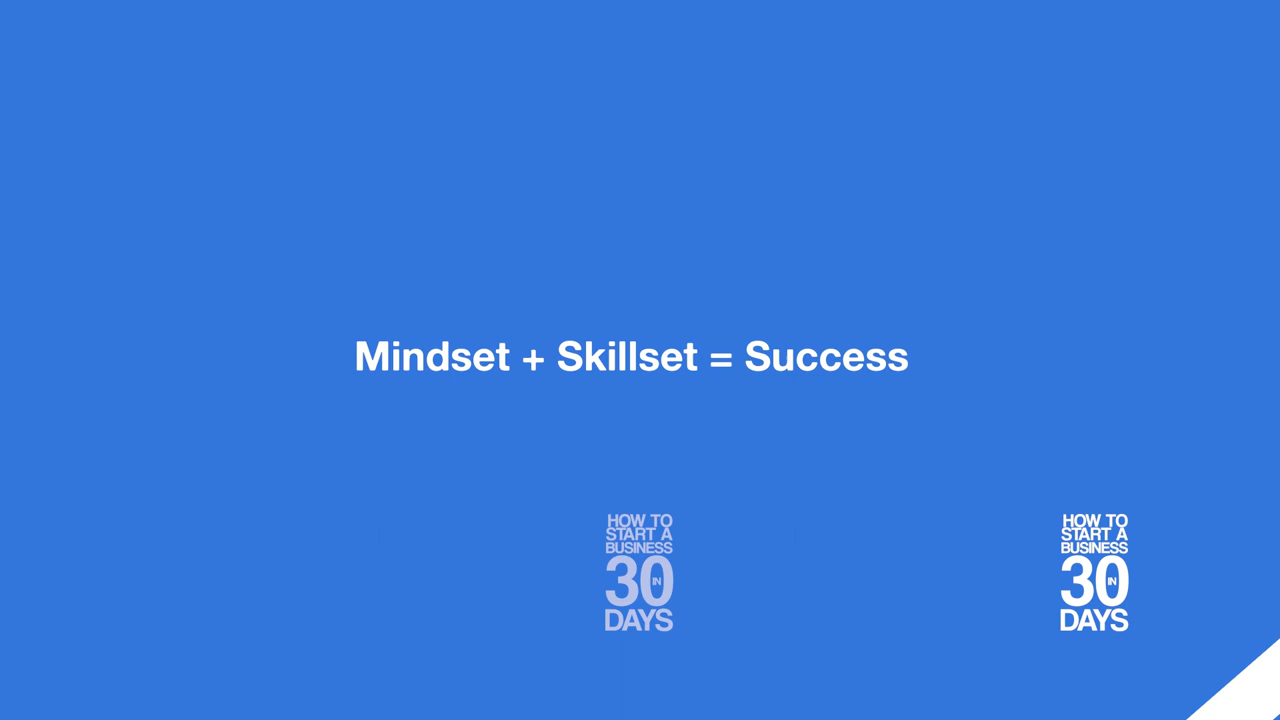 Mindset + Skillset = Success
HOW TO
START A
BUSINESS
30 IN
DAYS
HOW TO
START A
BUSINESS
30 IN
DAYS